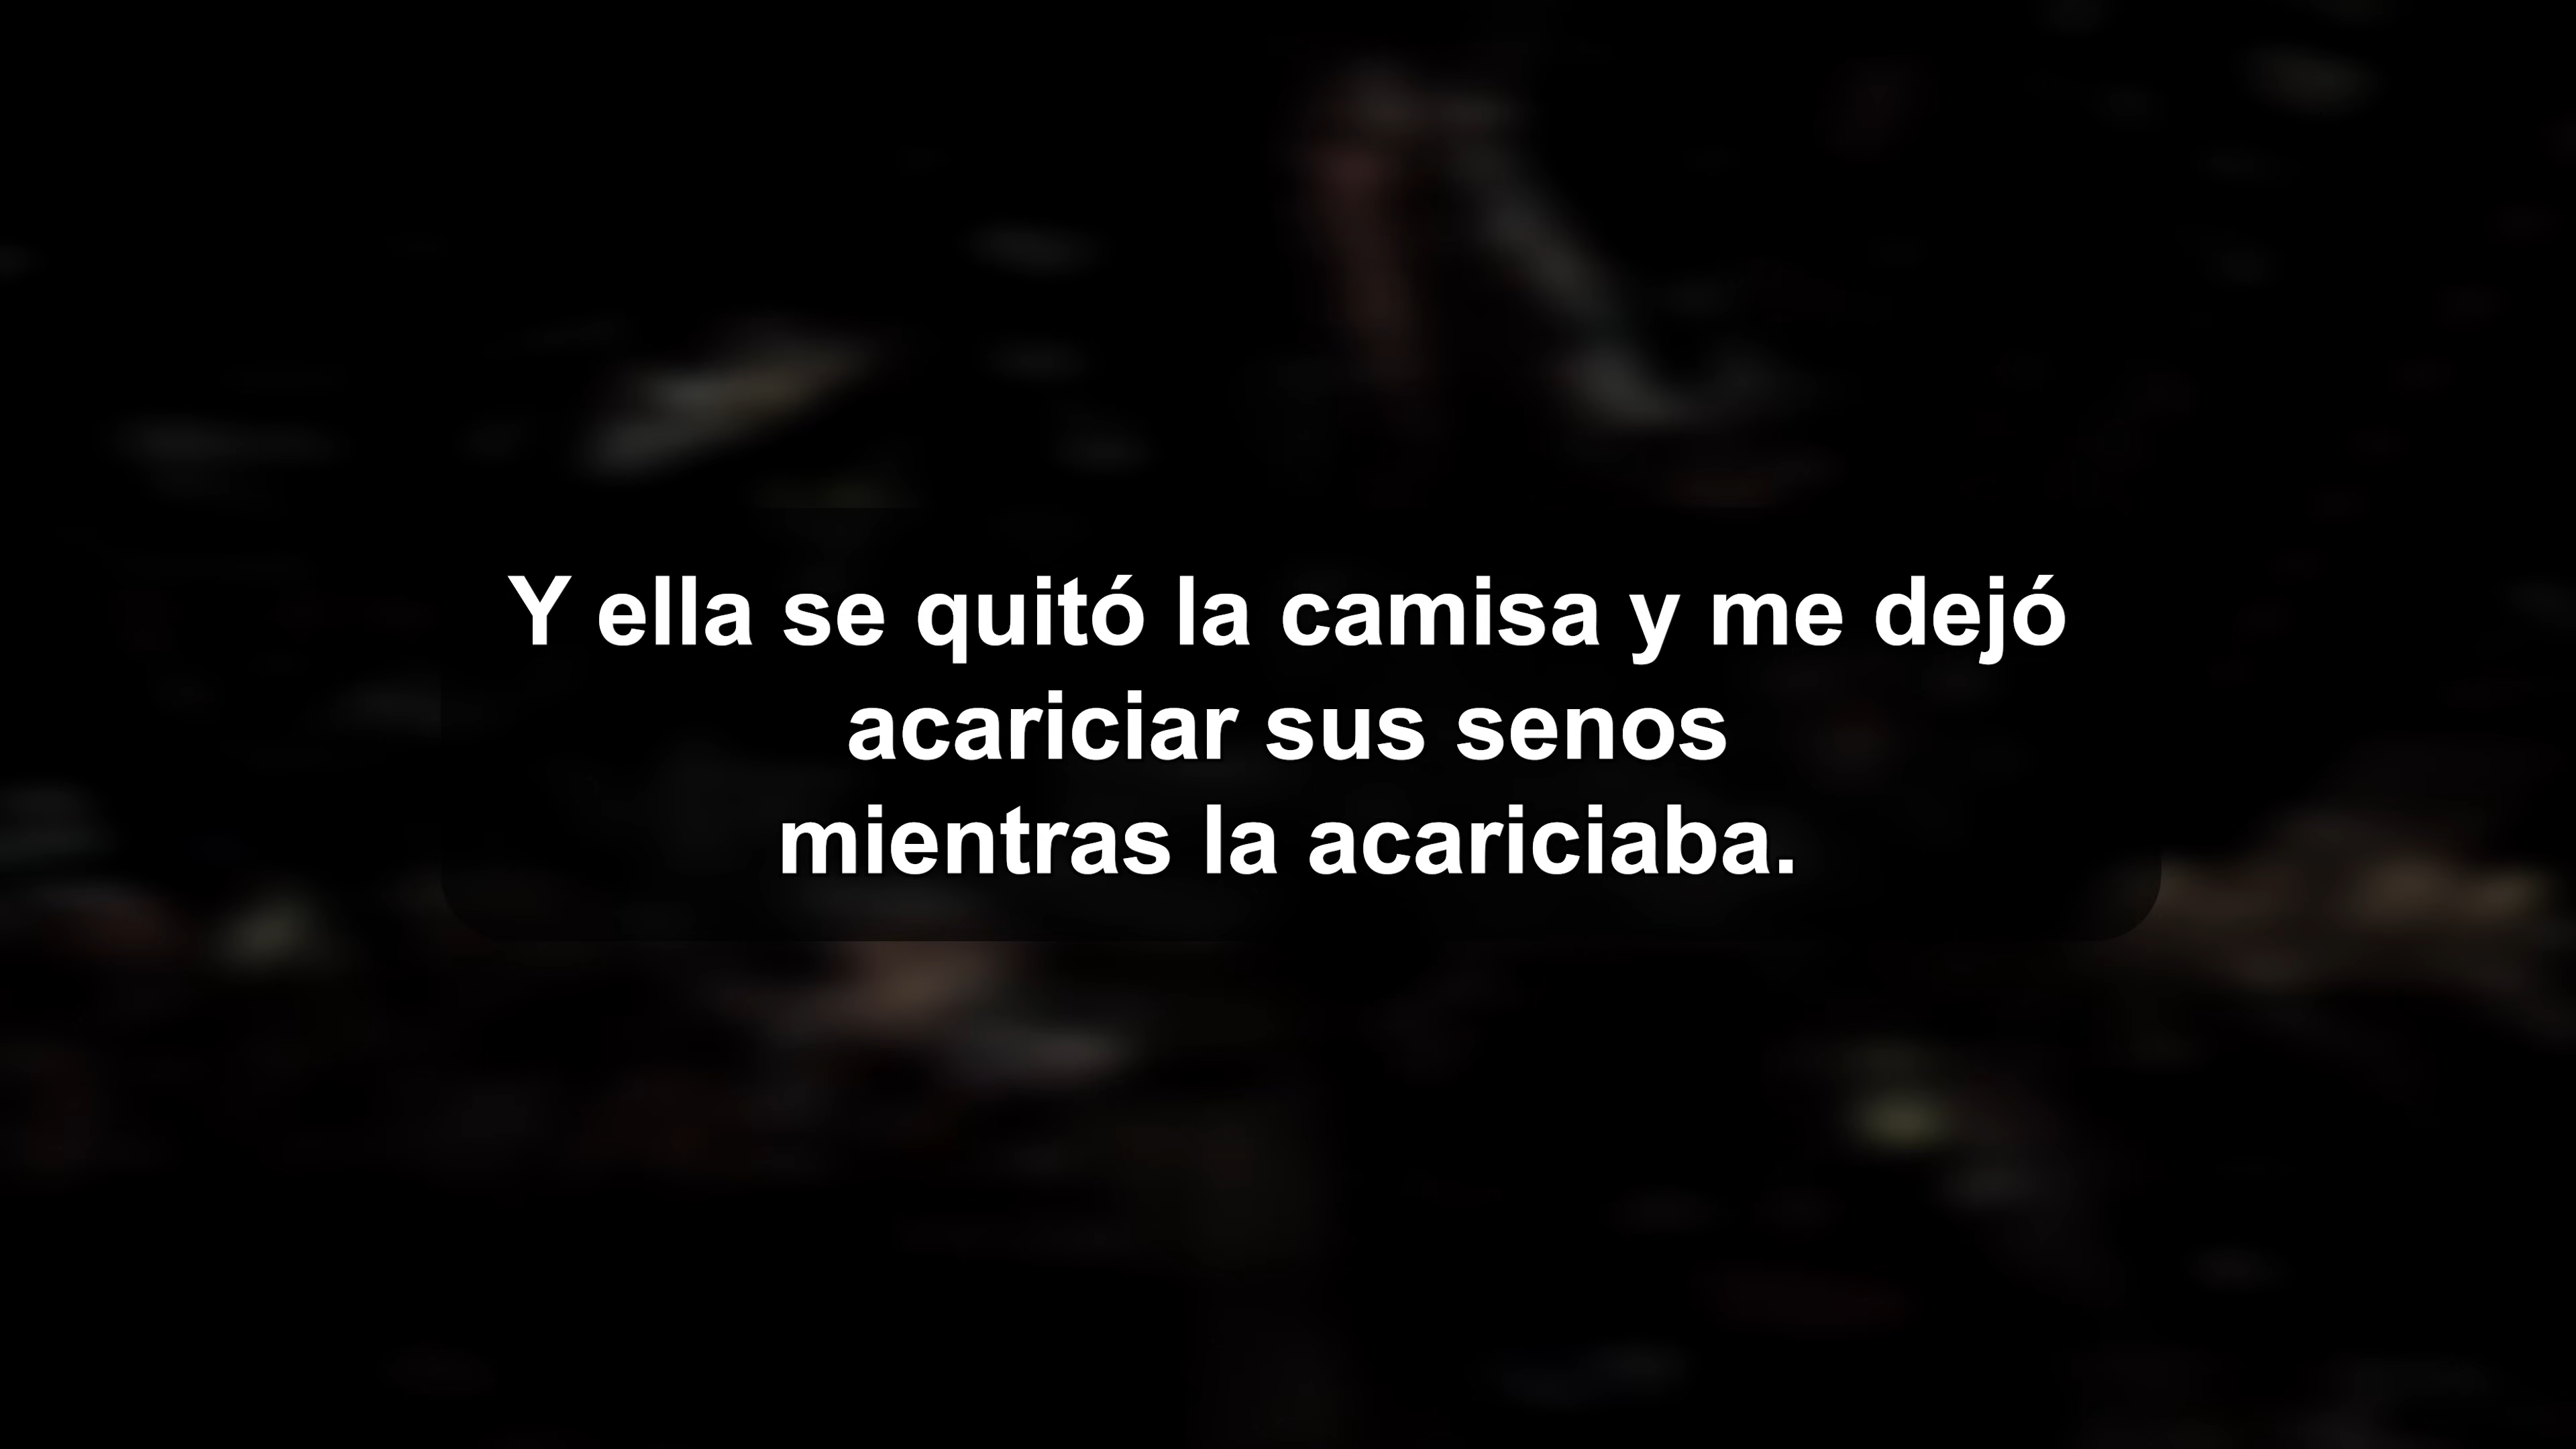 Y ella se quitó la camisa y me dejó
acariciar sus senos
mientras la acariciaba.